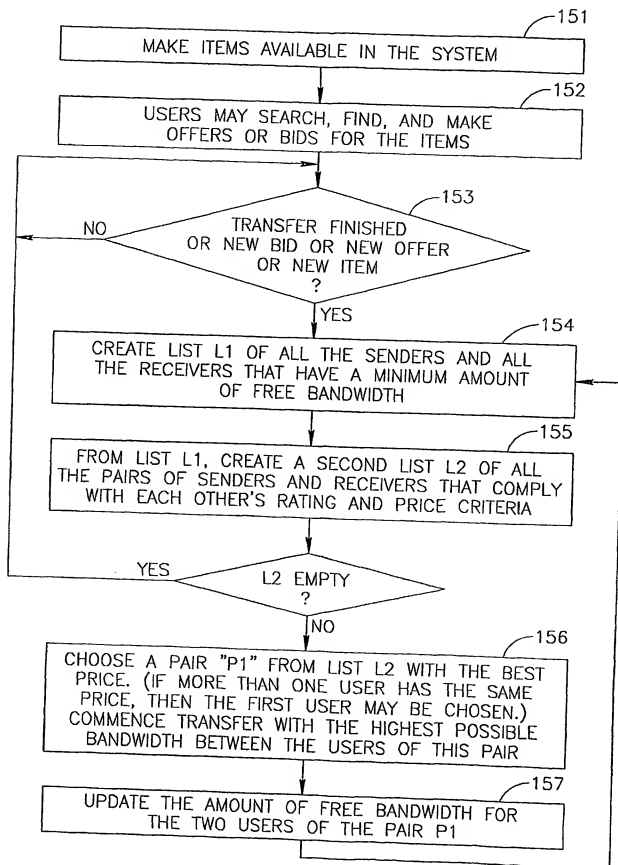 151
MAKE ITEMS AVAILABLE IN THE SYSTEM
152
USERS MAY SEARCH, FIND, AND MAKE
OFFERS OR BIDS FOR THE ITEMS
153
NO
TRANSFER FINISHED
OR NEW BID OR NEW OFFER
OR NEW ITEM
?
YES
154
CREATE LIST L1 OF ALL THE SENDERS AND ALL
THE RECEIVERS THAT HAVE A MINIMUM AMOUNT
OF FREE BANDWIDTH
155
FROM LIST L1, CREATE A SECOND LIST L2 OF ALL
THE PAIRS OF SENDERS AND RECEIVERS THAT COMPLY
WITH EACH OTHER'S RATING AND PRICE CRITERIA
YES
L2 EMPTY
?
NO
156
CHOOSE A PAIR "P1" FROM LIST L2 WITH THE BEST
PRICE. (IF MORE THAN ONE USER HAS THE SAME
PRICE, THEN THE FIRST USER MAY BE CHOSEN.)
COMMENCE TRANSFER WITH THE HIGHEST POSSIBLE
BANDWIDTH BETWEEN THE USERS OF THIS PAIR
157
UPDATE THE AMOUNT OF FREE BANDWIDTH FOR
THE TWO USERS OF THE PAIR P1